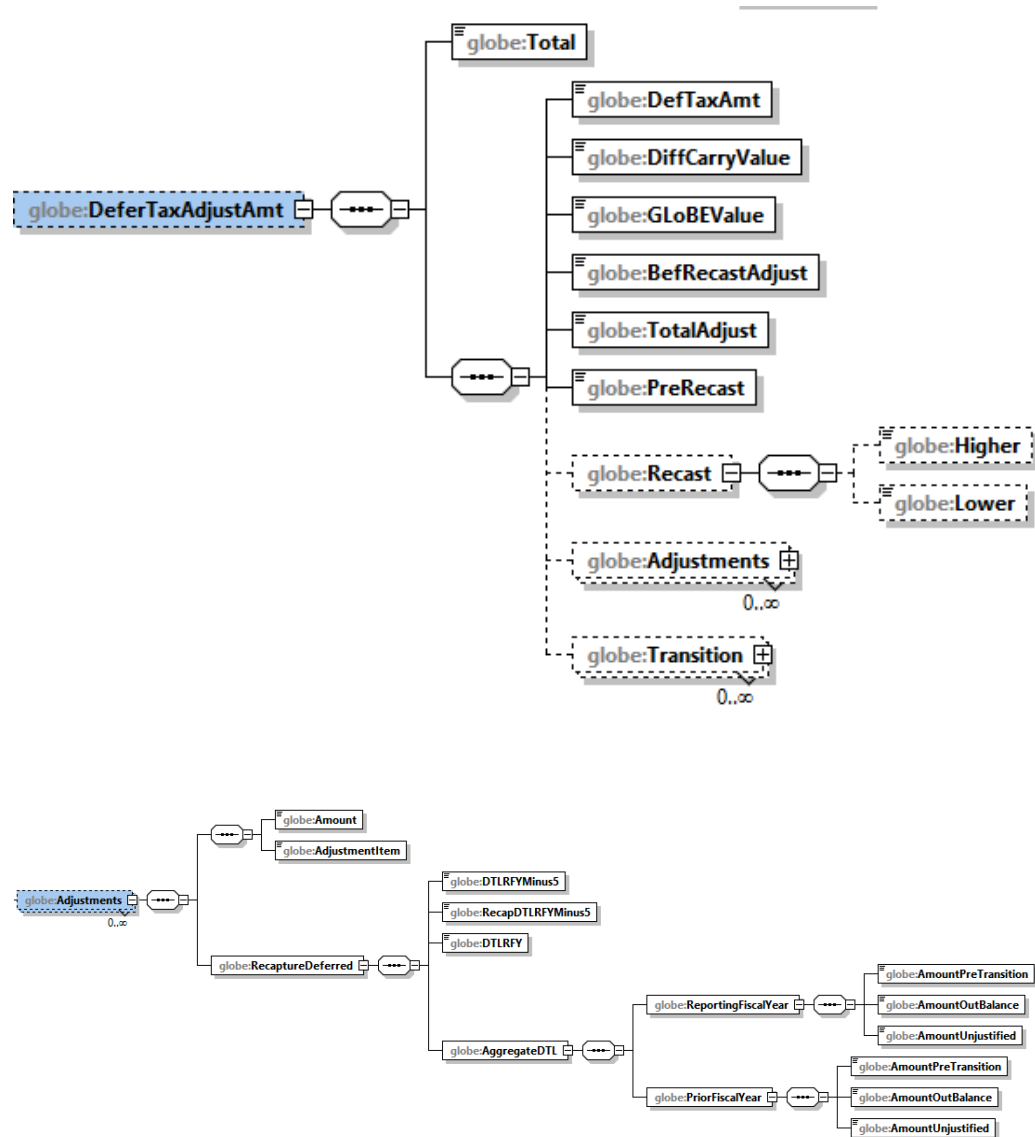 globe:Total
globe:DefTaxAmt
globe:DiffCarryValue
globe:DeferTaxAdjustAmt
globe:GLoBEValue
globe:BefRecastAdjust
globe:TotalAdjust
globe:PreRecast
globe:Higher
globe:Recast
globe:Lower
globe:Adjustments
0..∞
globe:Transition
0..∞
globe:Amount
globe:AdjustmentItem
globe:DTLRFYMinus5
globe:Adjustments
0..∞
globe:RecapDTLRFYMinus5
globe:DTLRFY
globe:RecaptureDeferred
globe:AmountPreTransition
globe:ReportingFiscalYear
globe:AmountOutBalance
globe:AmountUnjustified
globe:AggregateDTL
globe:AmountPreTransition
globe:PriorFiscalYear
globe:AmountOutBalance
globe:AmountUnjustified